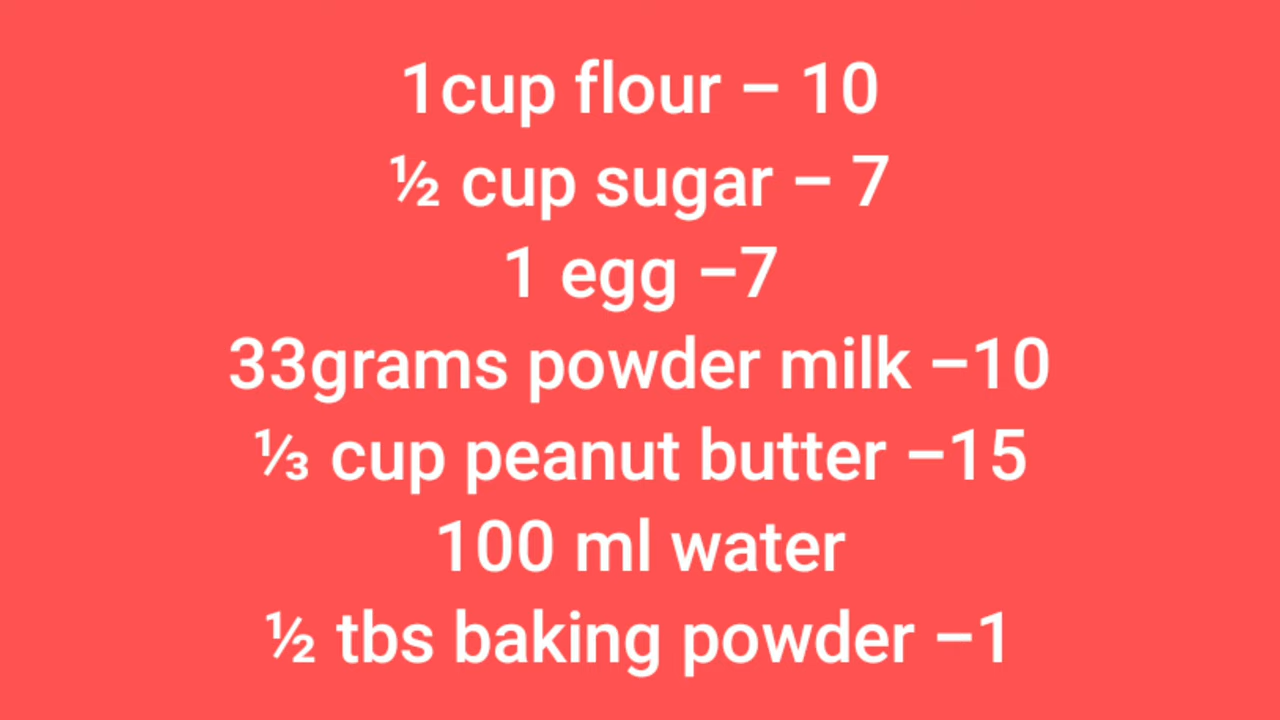 1cup flour – 10
½ cup sugar – 7
1 egg –7
33grams powder milk –10
⅓ cup peanut butter –15
100 ml water
½ tbs baking powder –1